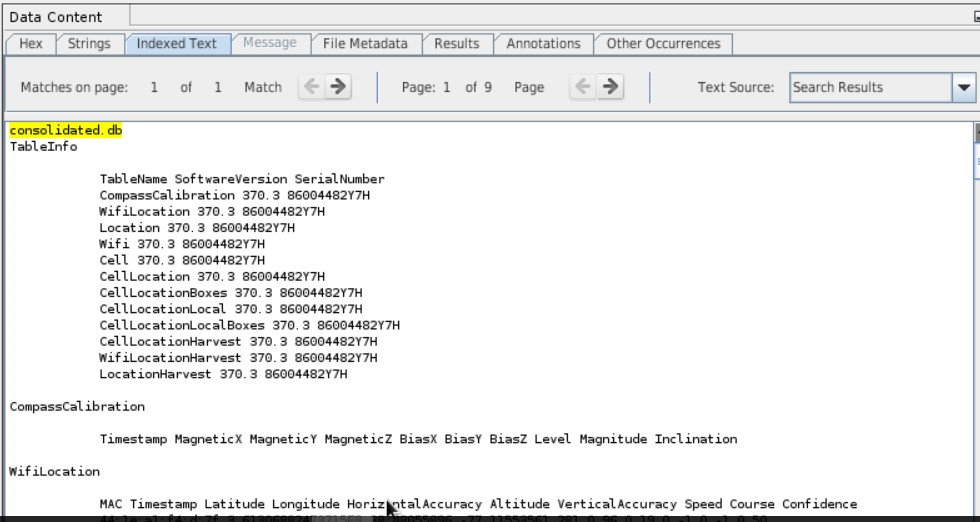 Data Content
Hex Strings Indexed Text Message File Metadata Results Annotations Other Occurrences
Matches on page: 1 of 1 Match Page: 1 of 9 Page Text Source: Search Results
consolidated.db
TableInfo
TableName SoftwareVersion SerialNumber
CompassCalibration 370.3 86004482Y7H
WifiLocation 370.3 86004482Y7H
Location 370.3 86004482Y7H
Wifi 370.3 86004482Y7H
Cell 370.3 86004482Y7H
CellLocation 370.3 86004482Y7H
CellLocationBoxes 370.3 86004482Y7H
CellLocationLocal 370.3 86004482Y7H
CellLocationLocalBoxes 370.3 86004482Y7H
CellLocationHarvest 370.3 86004482Y7H
WifiLocationHarvest 370.3 86004482Y7H
LocationHarvest 370.3 86004482Y7H
CompassCalibration
Timestamp MagneticX MagneticY MagneticZ BiasX BiasY BiasZ Level Magnitude Inclination
WifiLocation
MAC Timestamp Latitude Longitude HorizontalAccuracy Altitude VerticalAccuracy Speed Course Confidence